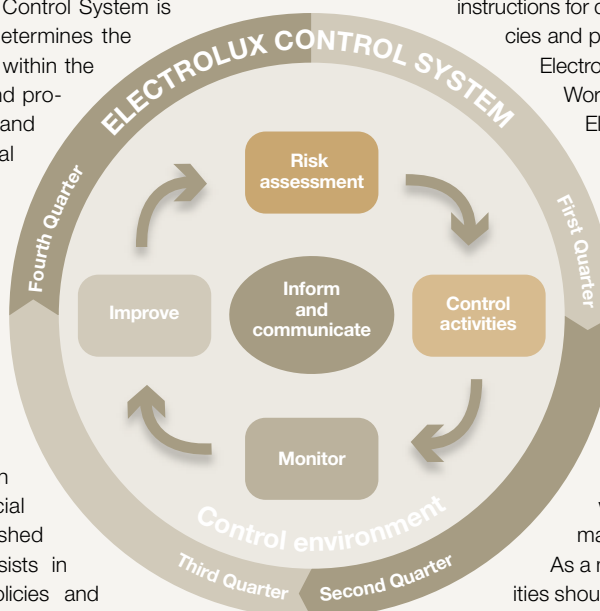 Control System is
etermines the
within the
nd pro-
and
al
instructions for
cies and p
Electro
Wor
El
ELECTROLUX CONTROL SYSTEM
Fourth Quarter
First Quarter
Risk
assessment
Improve
Inform
and
communicate
Control
activities
Monitor
Control environment
Third Quarter
Second Quarter
cial
shed
sists in
olicies and
ma
As a
ities shou